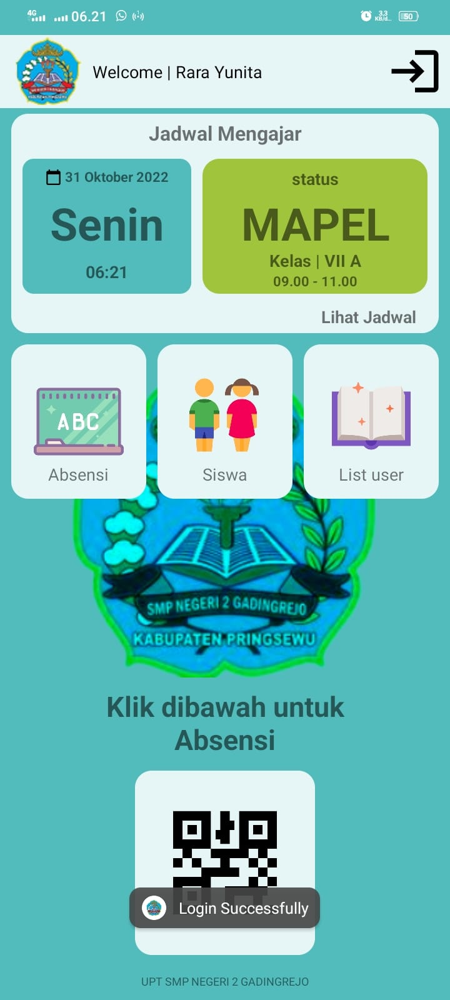 4G 06.21 3,3 KB/d... 50
Welcome | Rara Yunita
Jadwal Mengajar
31 Oktober 2022
Senin
06:21
status
MAPEL
Kelas | VII A
09.00 - 11.00
Lihat Jadwal
ABC
Absensi
Siswa
List user
SMP NEGERI 2 GADINGREJO
KABUPATEN PRINGSEWU
Klik dibawah untuk
Absensi
Login Successfully
UPT SMP NEGERI 2 GADINGREJO